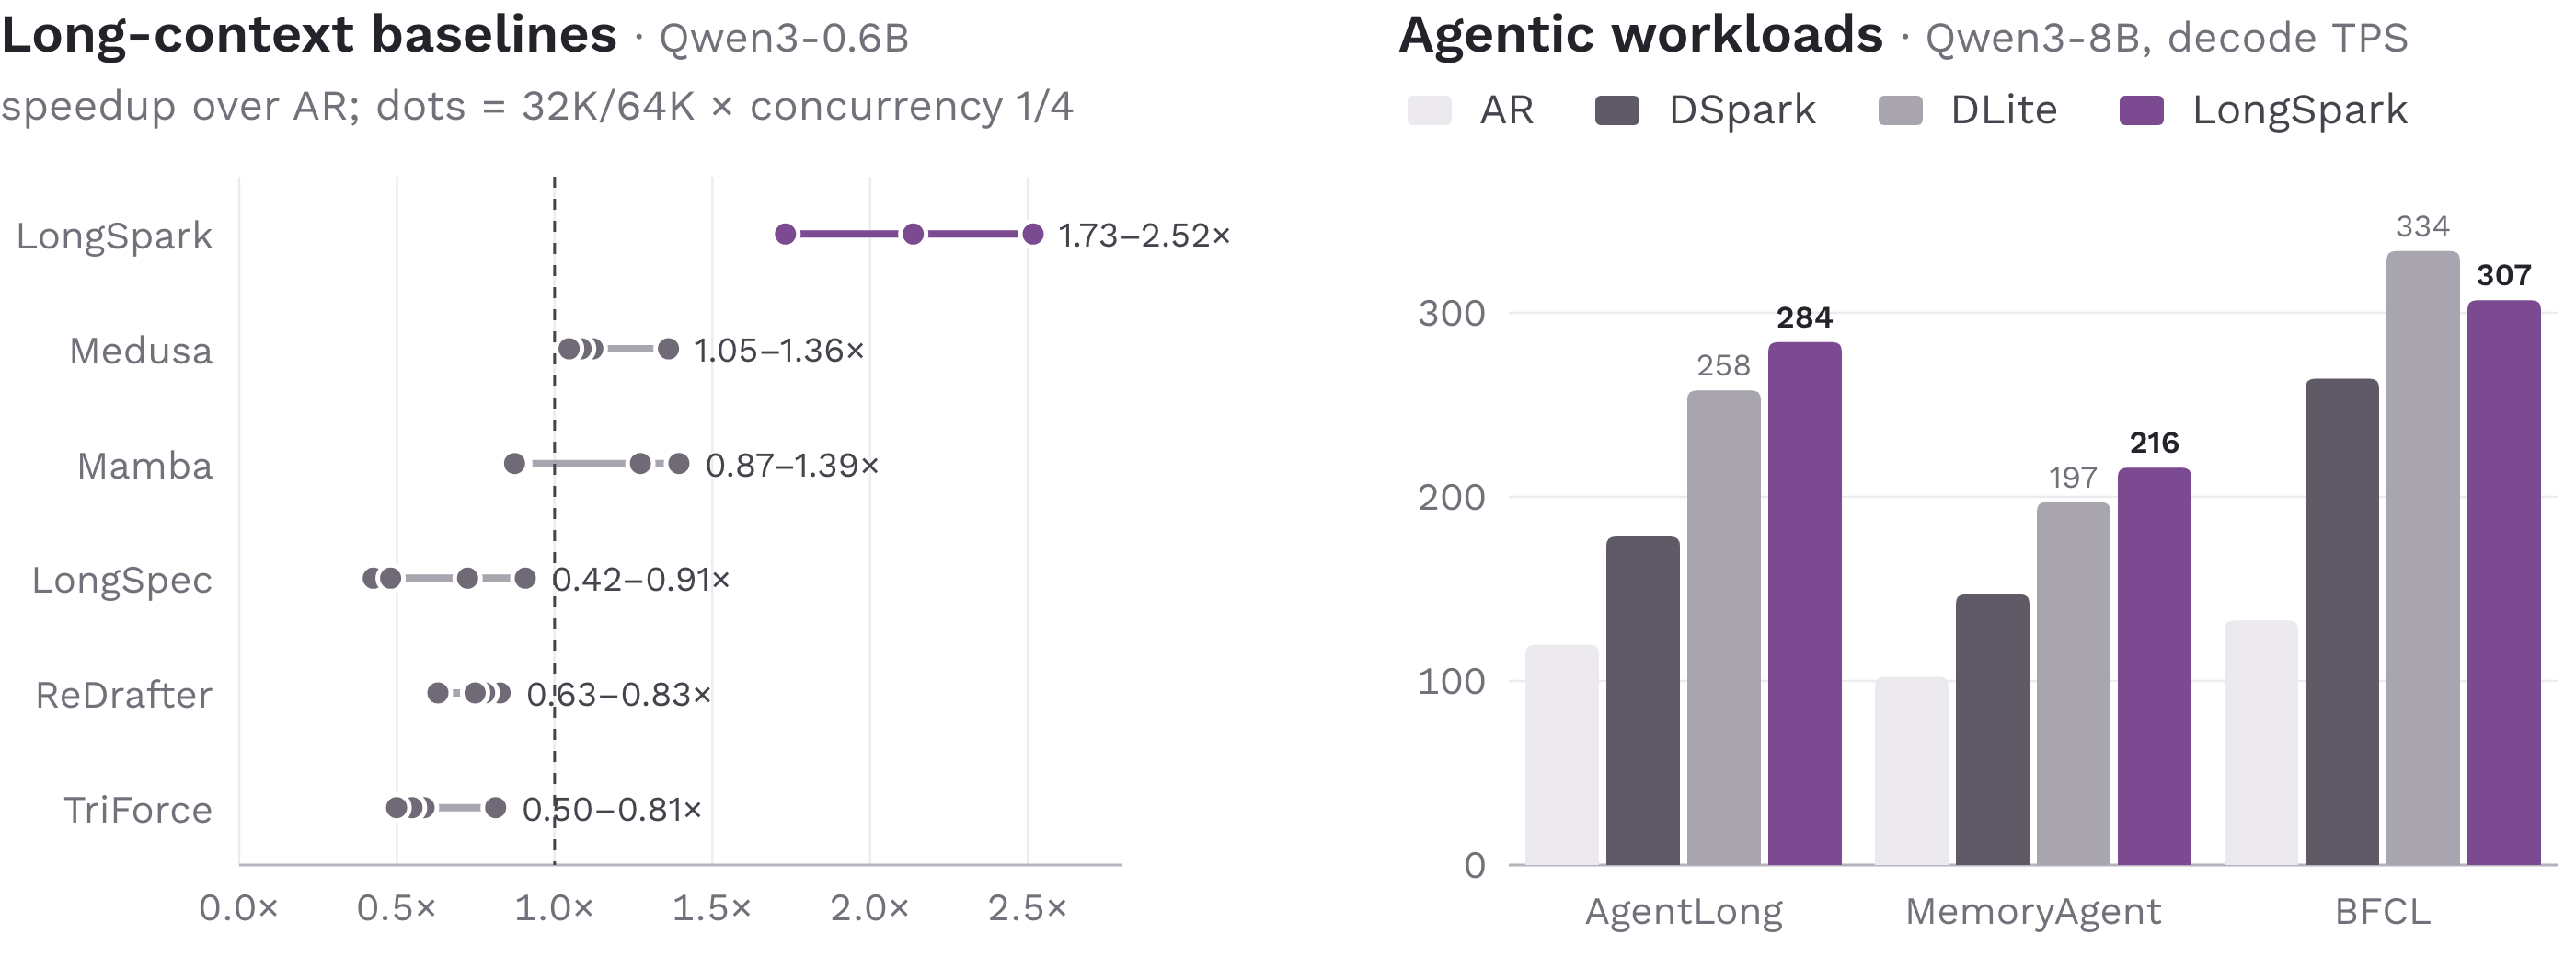 Long-context baselines · Qwen3-0.6B
speedup over AR; dots = 32K/64K × concurrency 1/4
LongSpark
1.73–2.52×
Medusa
1.05–1.36×
Mamba
0.87–1.39×
LongSpec
0.42–0.91×
ReDrafter
0.63–0.83×
TriForce
0.50–0.81×
0.0× 0.5× 1.0× 1.5× 2.0× 2.5×
Agentic workloads · Qwen3-8B, decode TPS
AR DSpark DLite LongSpark
300
200
100
0
258
284
197
216
334
307
AgentLong MemoryAgent BFCL